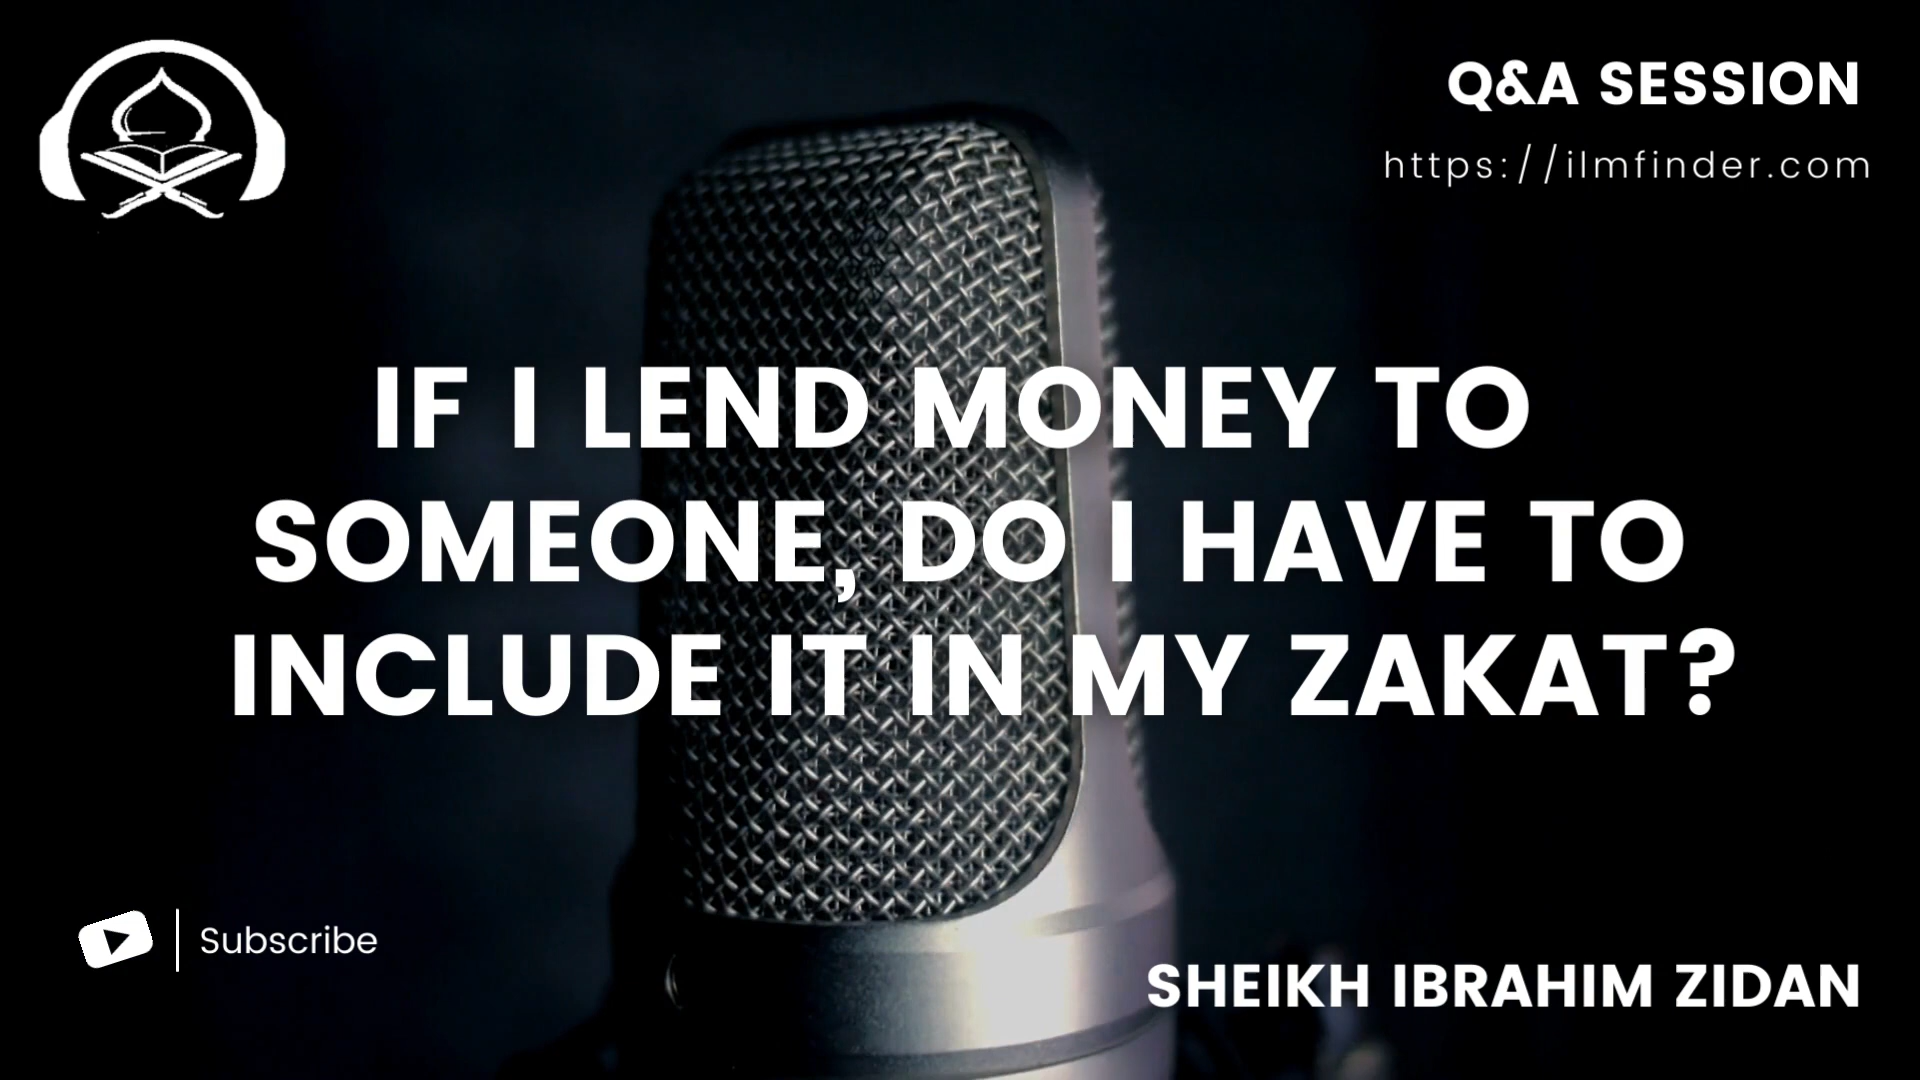 Q&A SESSION
https://ilmfinder.com
IF I LEND MONEY TO
SOMEONE, DO I HAVE TO
INCLUDE IT IN MY ZAKAT?
Subscribe
SHEIKH IBRAHIM ZIDAN